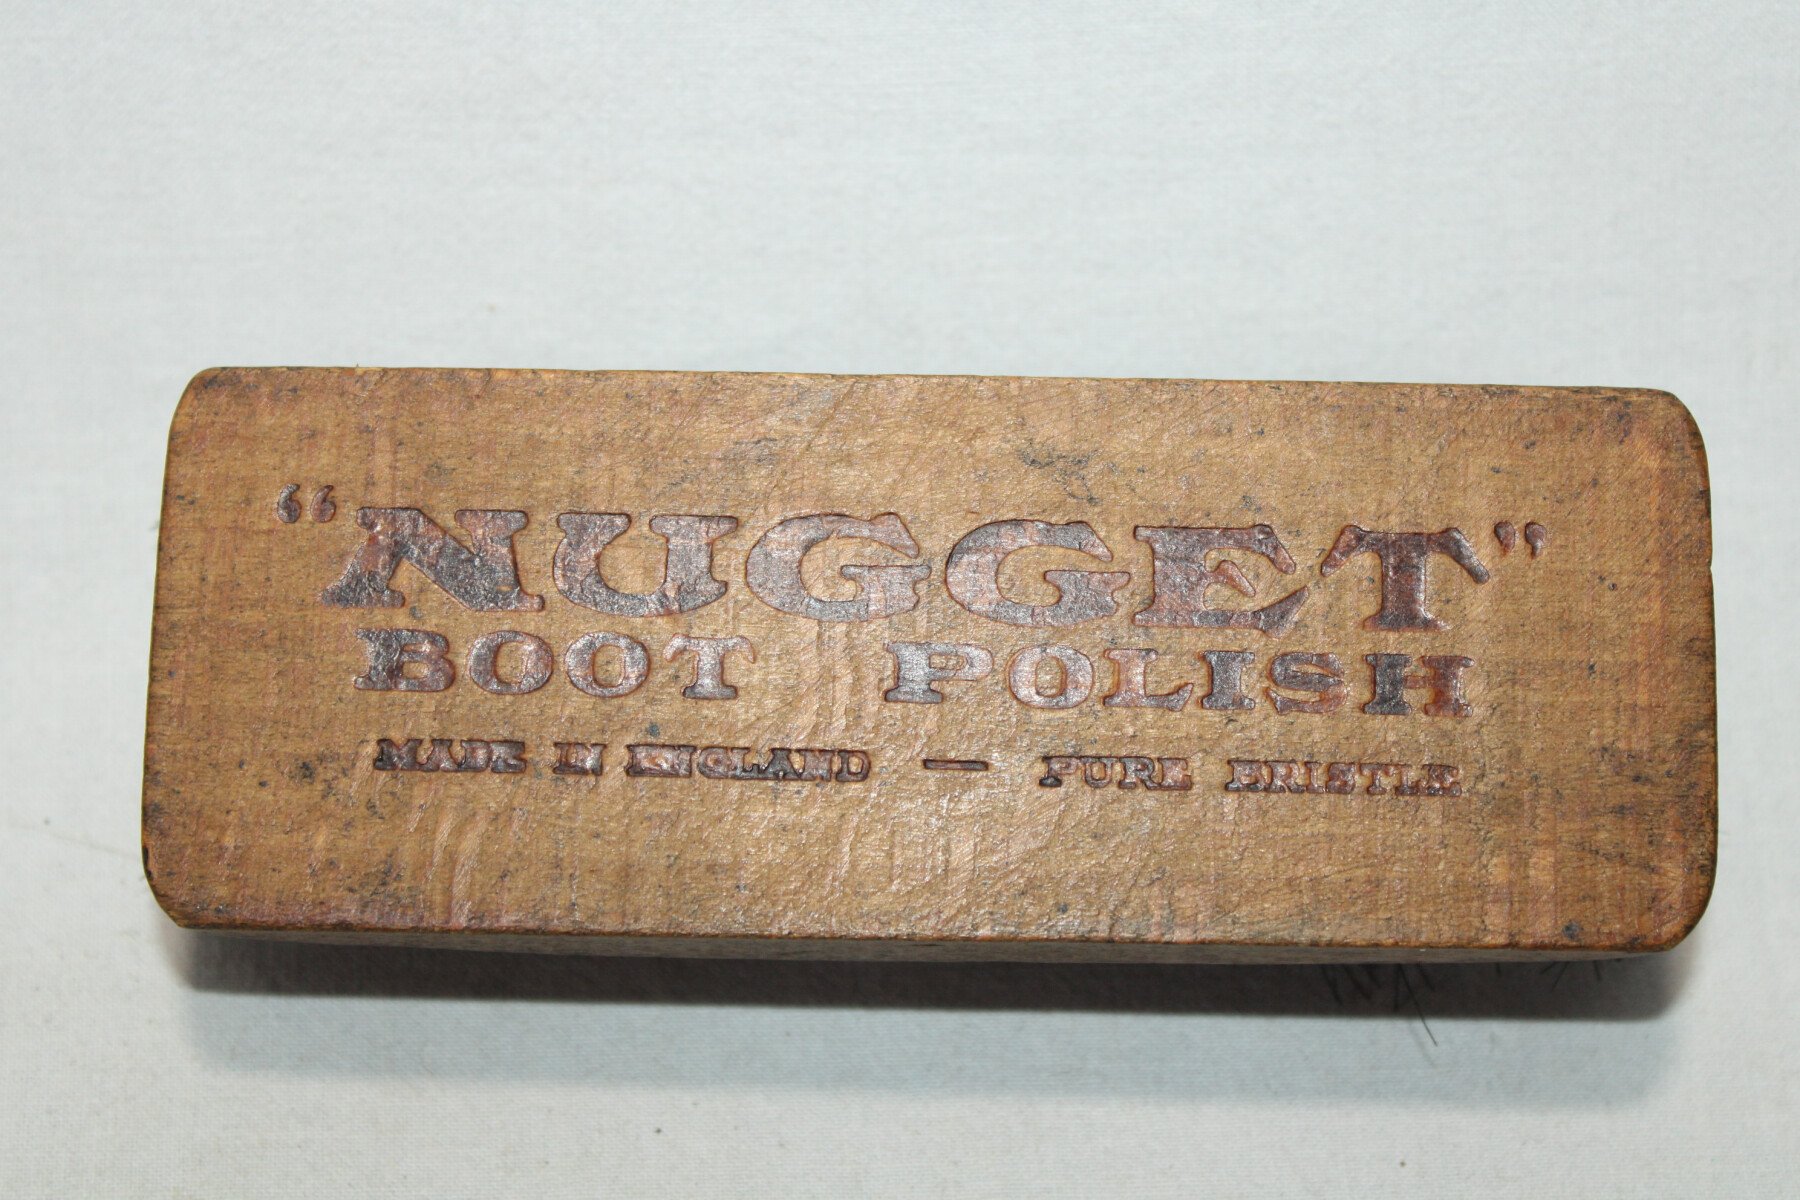 “NUGGET”
BOOT POLISH
MADE IN ENGLAND — PURE BRISTLE